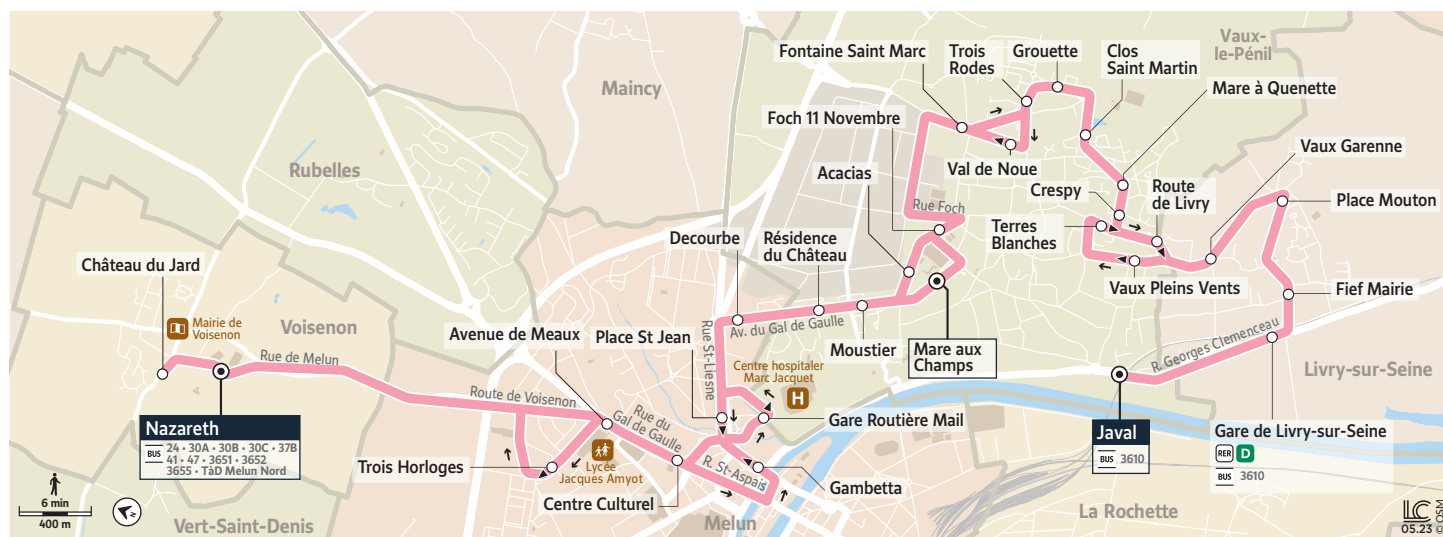 Fontaine Saint Marc
Trois
Rodes
Grouette
Clos
Saint Martin
Vaux-
le-Pénil
Maincy
Mare à Quenette
Foch 11 Novembre
Vaux Garenne
Rubelles
Val de Noue
Acacias
Crespy
Route
de Livry
Place Mouton
Rue Foch
Terres
Blanches
Decourbe
Résidence
du Château
Château du Jard
Vaux Pleins Vents
Fief Mairie
Mairie de
Voisenon
Voisenon
Avenue de Meaux
Place St Jean
Rue St-Liesne
Av. du Gal de Gaulle
Moustier
Mare aux
Champs
R. Georges Clemenceau
Rue de Melun
Centre hospitaler
Marc Jacquet
H
Livry-sur-Seine
Route de Voisenon
Rue du
Gal de Gaulle
Gare Routière Mail
Nazareth
BUS
24 • 30A • 30B • 30C • 37B
41 • 47 • 3651 • 3652
3655 • TàD Melun Nord
Javal
BUS 3610
Gare de Livry-sur-Seine
RER D
BUS 3610
Trois Horloges
Lycée
Jacques Amyot
R. St-Aspais
Gambetta
Centre Culturel
6 min
400 m
Vert-Saint-Denis
Melun
La Rochette
LC
05.23
© OSM